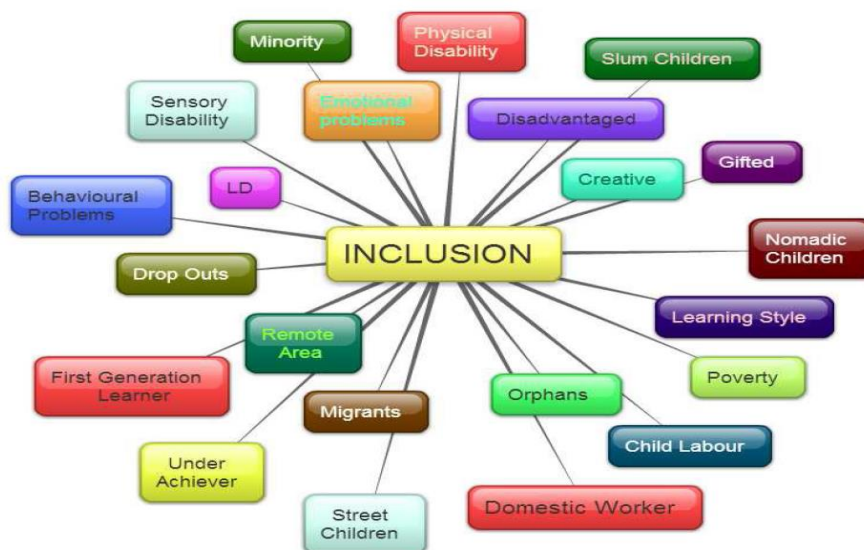 Minority
Physical
Disability
Slum Children
Sensory
Disability
Emotional
problems
Disadvantaged
Behavioural
Problems
LD
Creative
Gifted
INCLUSION
Nomadic
Children
Drop Outs
Learning Style
Remote
Area
First Generation
Learner
Poverty
Migrants
Orphans
Under
Achiever
Child Labour
Street
Children
Domestic Worker